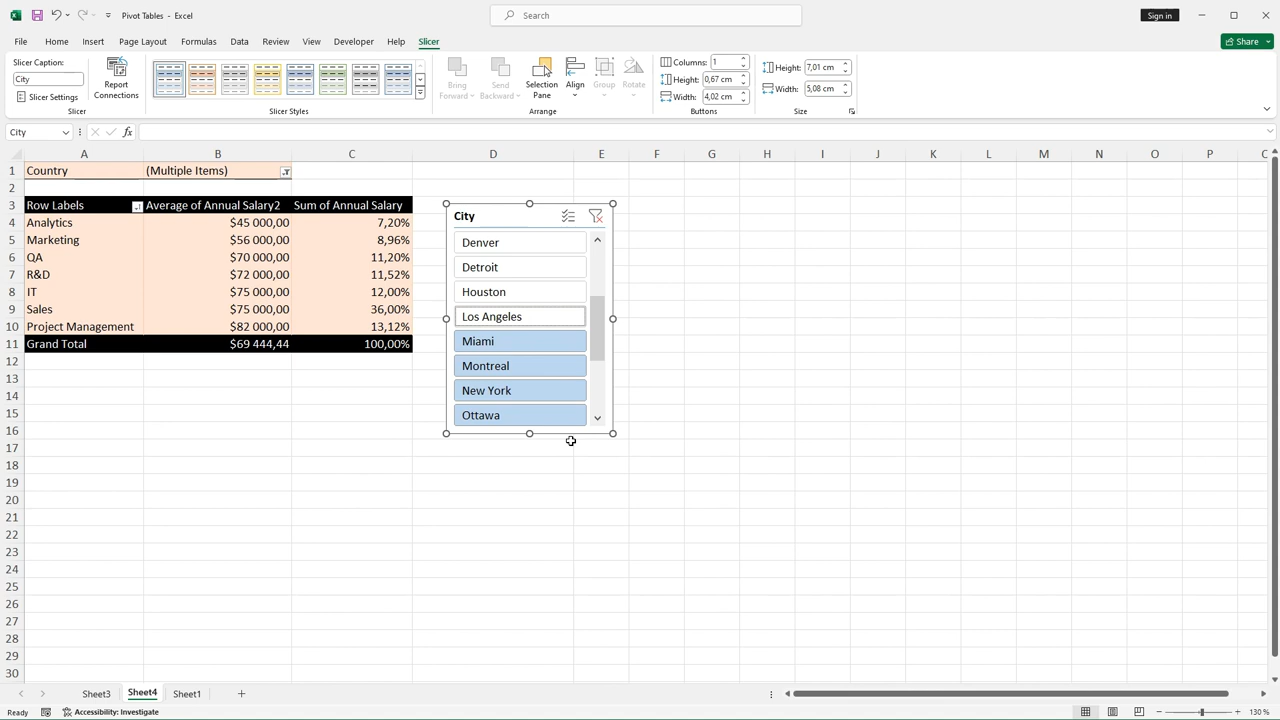 Pivot Tables - Excel
Search
Sign in
File Home Insert Page Layout Formulas Data Review View Developer Help Slicer
Share
Slicer Caption:
City
Slicer Settings
Slicer
Report Connections
Slicer Styles
Bring Forward
Send Backward
Selection Pane
Align
Group
Rotate
Arrange
Columns: 1
Height: 0,67 cm
Width: 4,02 cm
Buttons
Height: 7,01 cm
Width: 5,08 cm
Size
City
fx
A B C D E F G H I J K L M N O P C
1 Country (Multiple Items)
2
3 Row Labels Average of Annual Salary2 Sum of Annual Salary
4 Analytics $45 000,00 7,20%
5 Marketing $56 000,00 8,96%
6 QA $70 000,00 11,20%
7 R&D $72 000,00 11,52%
8 IT $75 000,00 12,00%
9 Sales $75 000,00 36,00%
10 Project Management $82 000,00 13,12%
11 Grand Total $69 444,44 100,00%
12
13
14
15
16
17
18
19
20
21
22
23
24
25
26
27
28
29
30
City
Denver
Detroit
Houston
Los Angeles
Miami
Montreal
New York
Ottawa
Sheet3 Sheet4 Sheet1
Ready
Accessibility: Investigate
130 %